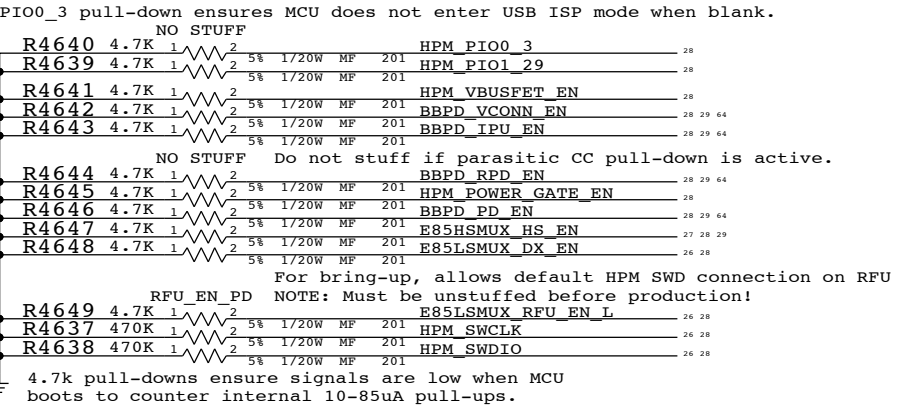 PIO0_3 pull-down ensures MCU does not enter USB ISP mode when blank.
NO STUFF
R4640 4.7K 1 2 HPM_PIO0_3 28
5% 1/20W MF 201
R4639 4.7K 1 2 HPM_PIO1_29 28
5% 1/20W MF 201
R4641 4.7K 1 2 HPM_VBUSFET_EN 28
5% 1/20W MF 201
R4642 4.7K 1 2 BBPD_VCONN_EN 28 29 64
5% 1/20W MF 201
R4643 4.7K 1 2 BBPD_IPU_EN 28 29 64
5% 1/20W MF 201
NO STUFF Do not stuff if parasitic CC pull-down is active.
R4644 4.7K 1 2 BBPD_RPD_EN 28 29 64
5% 1/20W MF 201
R4645 4.7K 1 2 HPM_POWER_GATE_EN 28
5% 1/20W MF 201
R4646 4.7K 1 2 BBPD_PD_EN 28 29 64
5% 1/20W MF 201
R4647 4.7K 1 2 E85HSMUX_HS_EN 27 28 29
5% 1/20W MF 201
R4648 4.7K 1 2 E85LSMUX_DX_EN 26 28
5% 1/20W MF 201
For bring-up, allows default HPM SWD connection on RFU
RFU_EN_PD NOTE: Must be unstuffed before production!
R4649 4.7K 1 2 E85LSMUX_RFU_EN_L 26 28
5% 1/20W MF 201
R4637 470K 1 2 HPM_SWCLK 26 28
5% 1/20W MF 201
R4638 470K 1 2 HPM_SWDIO 26 28
5% 1/20W MF 201
4.7k pull-downs ensure signals are low when MCU
boots to counter internal 10-85uA pull-ups.